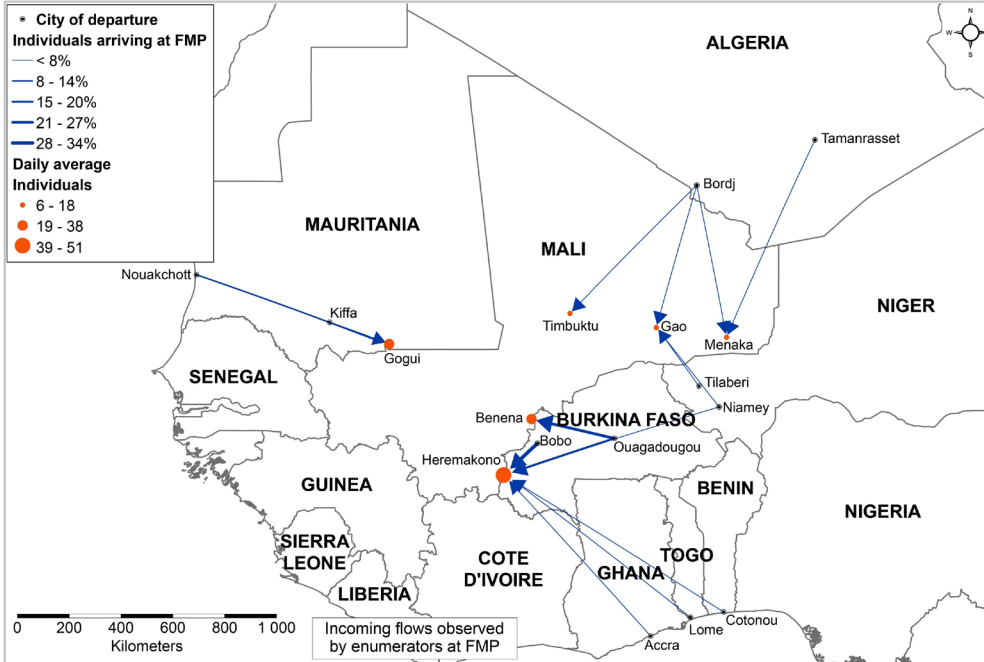 City of departure
Individuals arriving at FMP
< 8%
8 - 14%
15 - 20%
21 - 27%
28 - 34%
Daily average
Individuals
6 - 18
19 - 38
39 - 51
N
W
E
S
ALGERIA
Tamanrasset
Bordj
MAURITANIA
MALI
Nouakchott
NIGER
Kiffa
Timbuktu
Gao
Menaka
Gogui
SENEGAL
Tilaberi
Niamey
Benena
BURKINA FASO
Bobo
Ouagadougou
Heremakono
GUINEA
BENIN
NIGERIA
SIERRA
LEONE
COTE
D'IVOIRE
TOGO
GHANA
LIBERIA
Cotonou
Lome
Accra
0 200 400 600 800 1 000
Kilometers
Incoming flows observed
by enumerators at FMP